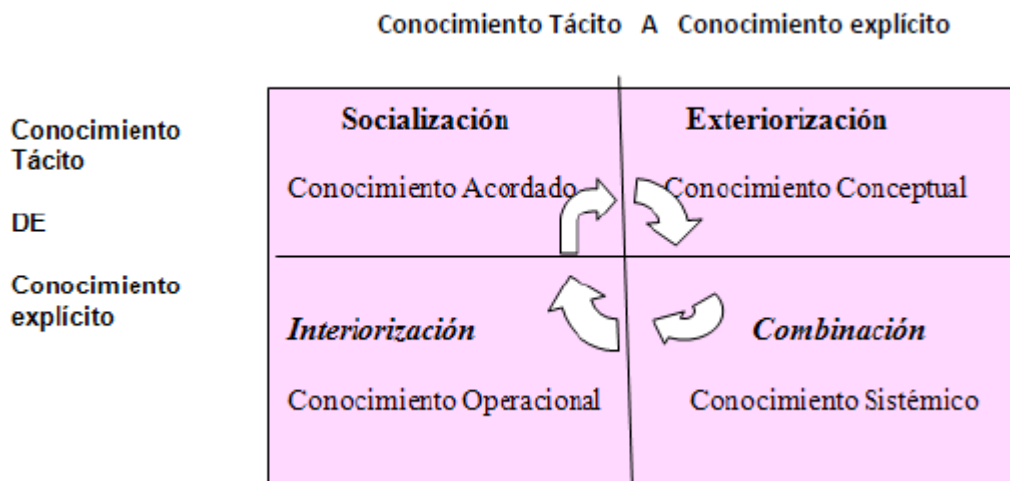 Conocimiento Tácito A Conocimiento explícito
Conocimiento
Tácito
DE
Conocimiento
explícito
Socialización
Conocimiento Acordado
Exteriorización
Conocimiento Conceptual
Interiorización
Conocimiento Operacional
Combinación
Conocimiento Sistémico